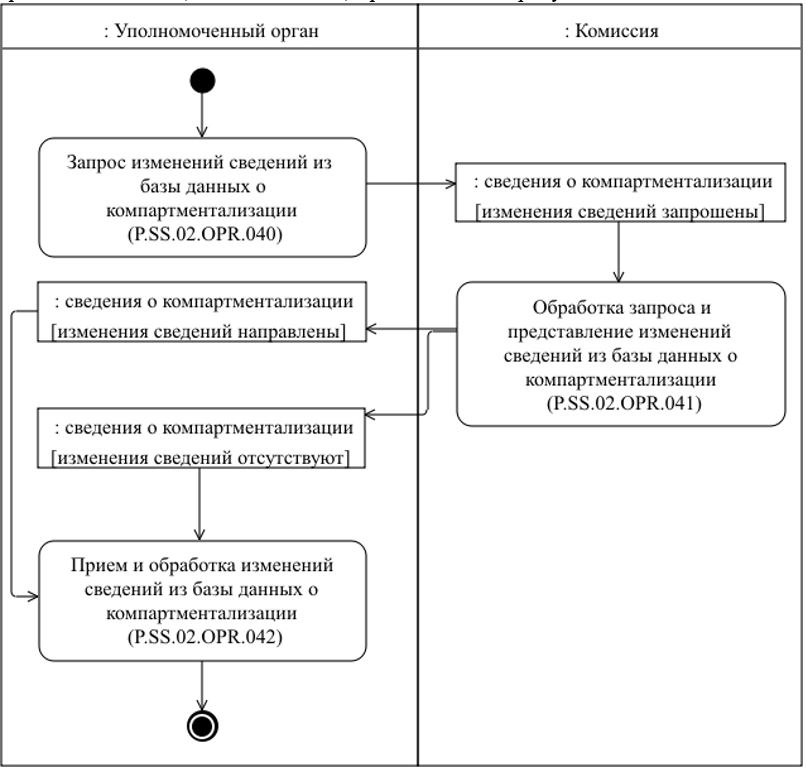 : Уполномоченный орган
: Комиссия
Запрос изменений сведений из
базы данных о
компартментализации
(P.SS.02.OPR.040)
: сведения о компартментализации
[изменения сведений запрошены]
: сведения о компартментализации
[изменения сведений направлены]
Обработка запроса и
представление изменений
сведений из базы данных о
компартментализации
(P.SS.02.OPR.041)
: сведения о компартментализации
[изменения сведений отсутствуют]
Прием и обработка изменений
сведений из базы данных о
компартментализации
(P.SS.02.OPR.042)